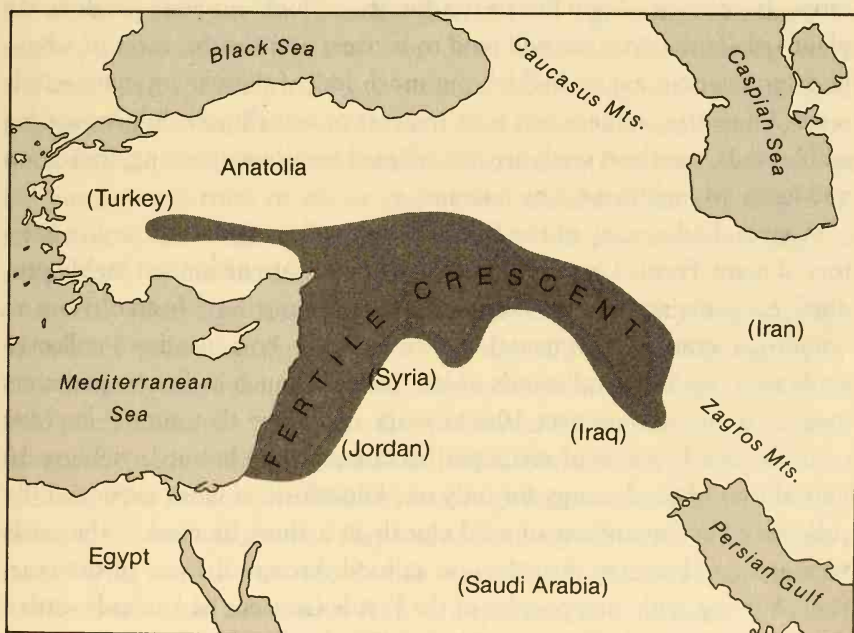 Black Sea
Caucasus Mts.
Caspian Sea
Anatolia
(Turkey)
FERTILE CRESCENT
(Iran)
Mediterranean
Sea
(Syria)
Zagros Mts.
(Jordan)
(Iraq)
Persian Gulf
Egypt
(Saudi Arabia)